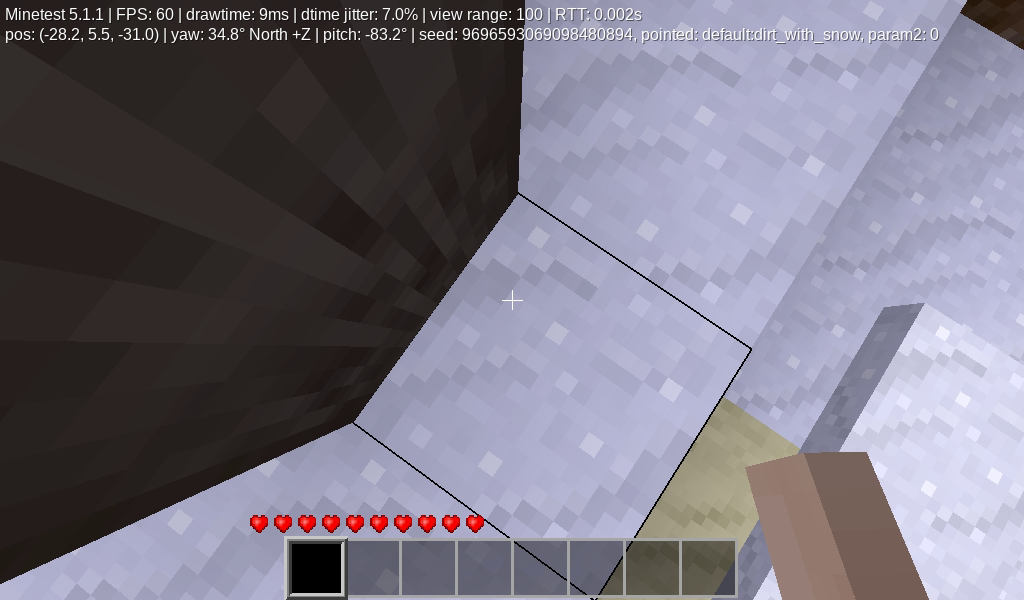 Minetest 5.1.1 | FPS: 60 | drawtime: 9ms | dtime jitter: 7.0% | view range: 100 | RTT: 0.002s
pos: (-28.2, 5.5, -31.0) | yaw: 34.8° North +Z | pitch: -83.2° | seed: 9696593069098480894, pointed: default:dirt_with_snow, param2: 0